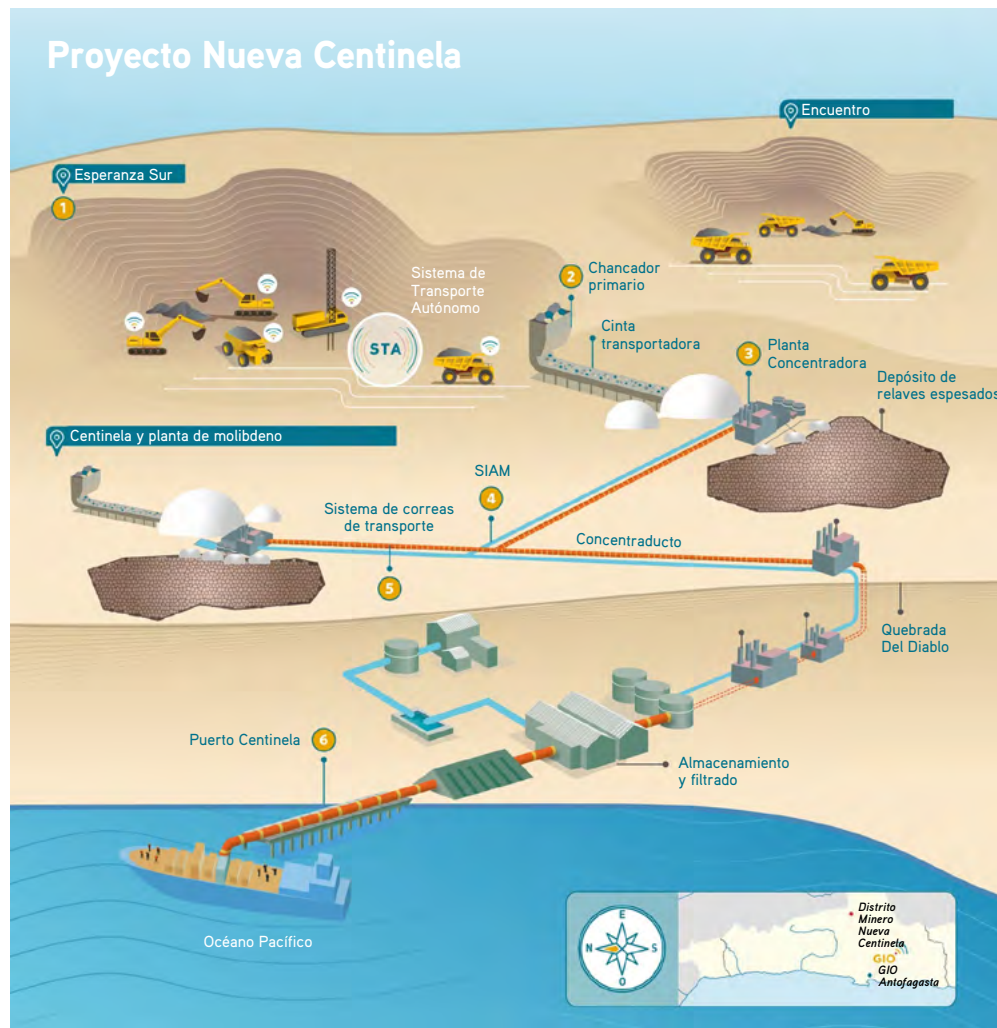 Proyecto Nueva Centinela
Encuentro
Esperanza Sur
1
Sistema de
Transporte
Autónomo
STA
2
Chancador
primario
Cinta
transportadora
3
Planta
Concentradora
Depósito de
relaves espesados
Centinela y planta de molibdeno
SIAM
4
Sistema de correas
de transporte
Concentraducto
5
Quebrada
Del Diablo
Puerto Centinela
6
Almacenamiento
y filtrado
Océano Pacífico
E
N
S
O
Distrito
Minero
Nueva
Centinela
GIO
GIO
Antofagasta